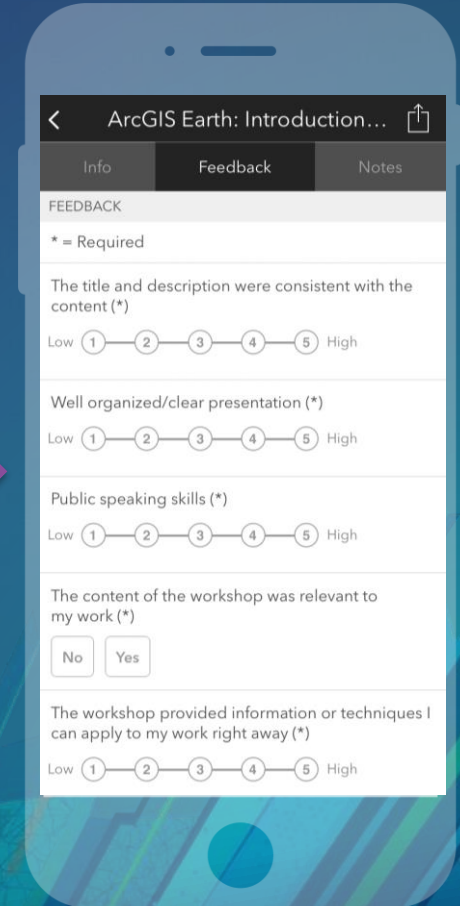 ArcGIS Earth: Introduction...
Info Feedback Notes
FEEDBACK
* = Required
The title and description were consistent with the
content (*)
Low 1 2 3 4 5 High
Well organized/clear presentation (*)
Low 1 2 3 4 5 High
Public speaking skills (*)
Low 1 2 3 4 5 High
The content of the workshop was relevant to
my work (*)
No Yes
The workshop provided information or techniques I
can apply to my work right away (*)
Low 1 2 3 4 5 High